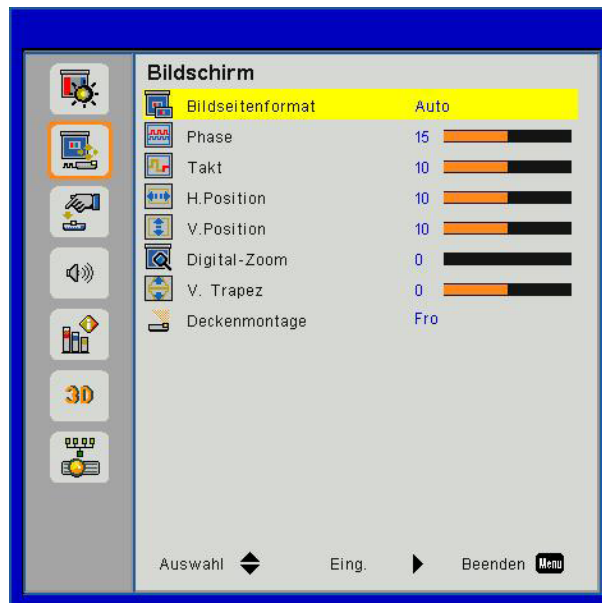 Bildschirm
Bildseitenformat Auto
Phase 15
Takt 10
H.Position 10
V.Position 10
Digital-Zoom 0
V. Trapez 0
Deckenmontage Fro
3D
Auswahl Eing. Beenden Menu